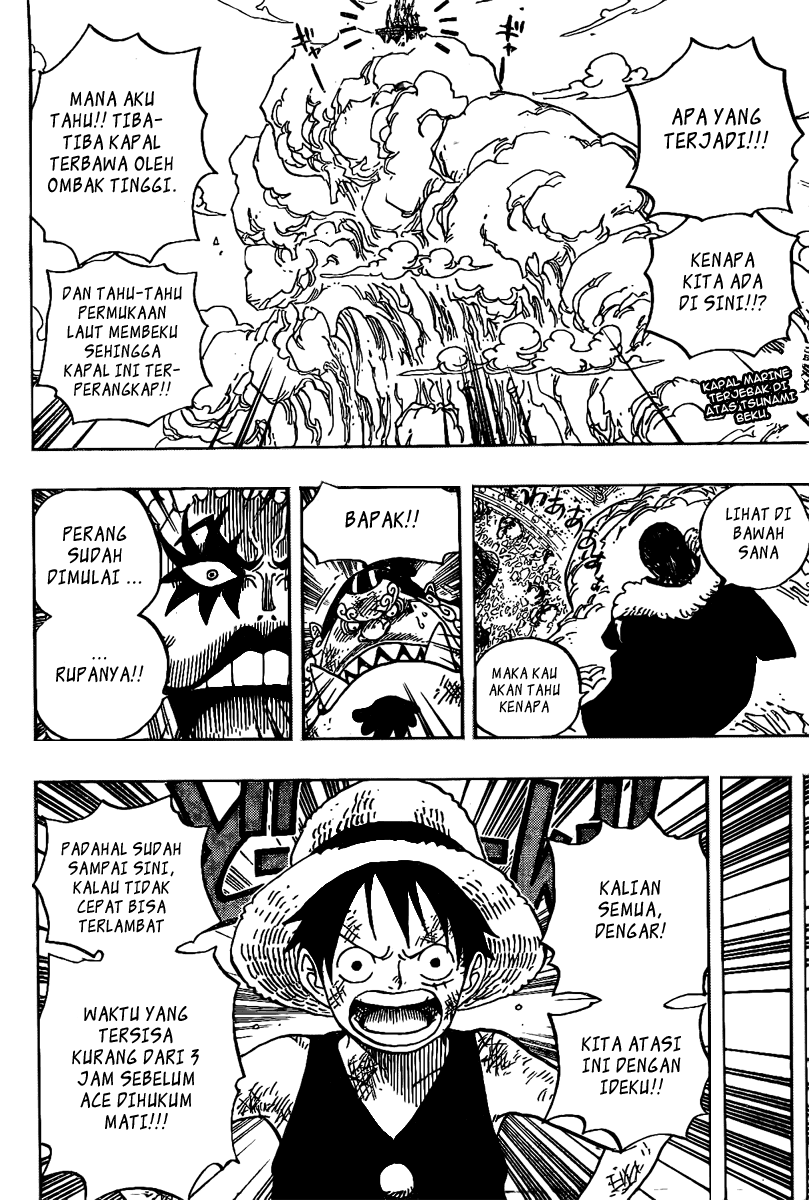 APA YANG
TERJADI!!!
KENAPA
KITA ADA
DI SINI!!?
MANA AKU
TAHU!! TIBA-
TIBA KAPAL
TERBAWA OLEH
OMBAK TINGGI.
DAN TAHU-TAHU
PERMUKAAN
LAUT MEMBEKU
SEHINGGA
KAPAL INI TER-
PERANGKAP!!
KAPAL MARINE
TERJEBAK DI
ATAS TSUNAMI
BEKU
LIHAT DI
BAWAH
SANA
MAKA KAU
AKAN TAHU
KENAPA
BAPAK!!
PERANG
SUDAH
DIMULAI ...
...
RUPANYA!!
KALIAN
SEMUA,
DENGAR!
KITA ATASI
INI DENGAN
IDEKU!!
PADAHAL SUDAH
SAMPAI SINI,
KALAU TIDAK
CEPAT BISA
TERLAMBAT
WAKTU YANG
TERSISA
KURANG DARI 3
JAM SEBELUM
ACE DIHUKUM
MATI!!!